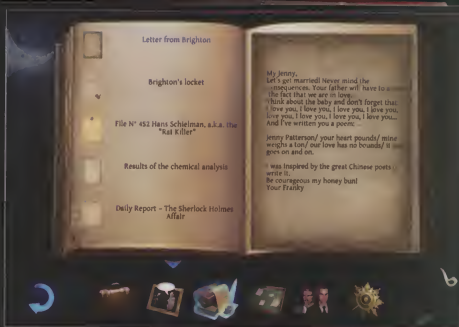 Letter from Brighton
Brighton's locket
File N° 452 Hans Schielman, a.k.a. the
"Rat Killer"
Results of the chemical analysis
Daily Report – The Sherlock Holmes
Affair
My Jenny,
Let's get married! Never mind the
consequences. Your father will have to
the fact that we are in love.
Think about the baby and don't forget that
I love you, I love you, I love you, I love you,
love you, I love you, I love you, I love you...
And I've written you a poem: ...
Jenny Patterson/ your heart pounds/ mine
weighs a ton/ our love has no bounds/ it
goes on and on.
I was inspired by the great Chinese poets
write it.
Be courageous my honey bun!
Your Franky